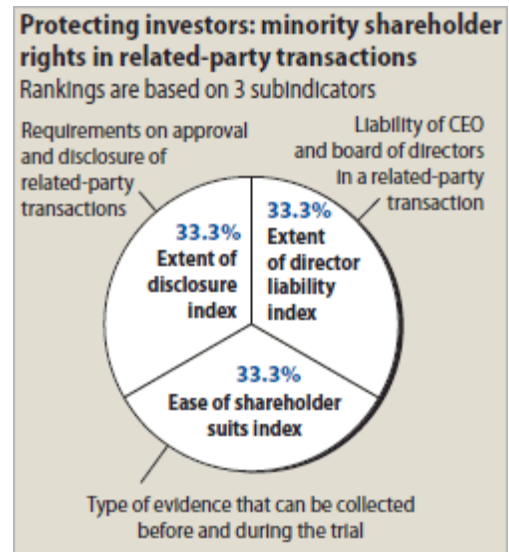 Protecting investors: minority shareholder
rights in related-party transactions
Rankings are based on 3 subindicators
Requirements on approval
and disclosure of
related-party
transactions
Liability of CEO
and board of directors
in a related-party
transaction
33.3%
Extent of
disclosure
index
33.3%
Extent
of director
liability
index
33.3%
Ease of shareholder
suits index
Type of evidence that can be collected
before and during the trial